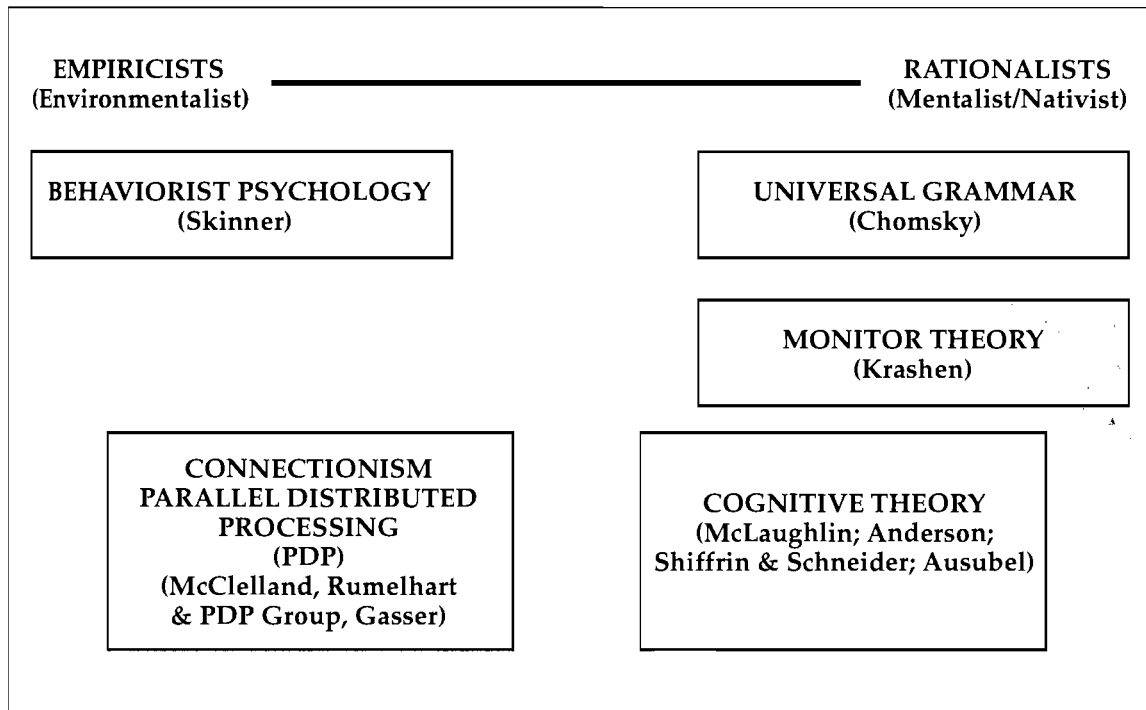 EMPIRICISTS
(Environmentalist)
RATIONALISTS
(Mentalist/Nativist)
BEHAVIORIST PSYCHOLOGY
(Skinner)
UNIVERSAL GRAMMAR
(Chomsky)
MONITOR THEORY
(Krashen)
CONNECTIONISM
PARALLEL DISTRIBUTED
PROCESSING
(PDP)
(McClelland, Rumelhart
& PDP Group, Gasser)
COGNITIVE THEORY
(McLaughlin; Anderson;
Shiffrin & Schneider; Ausubel)